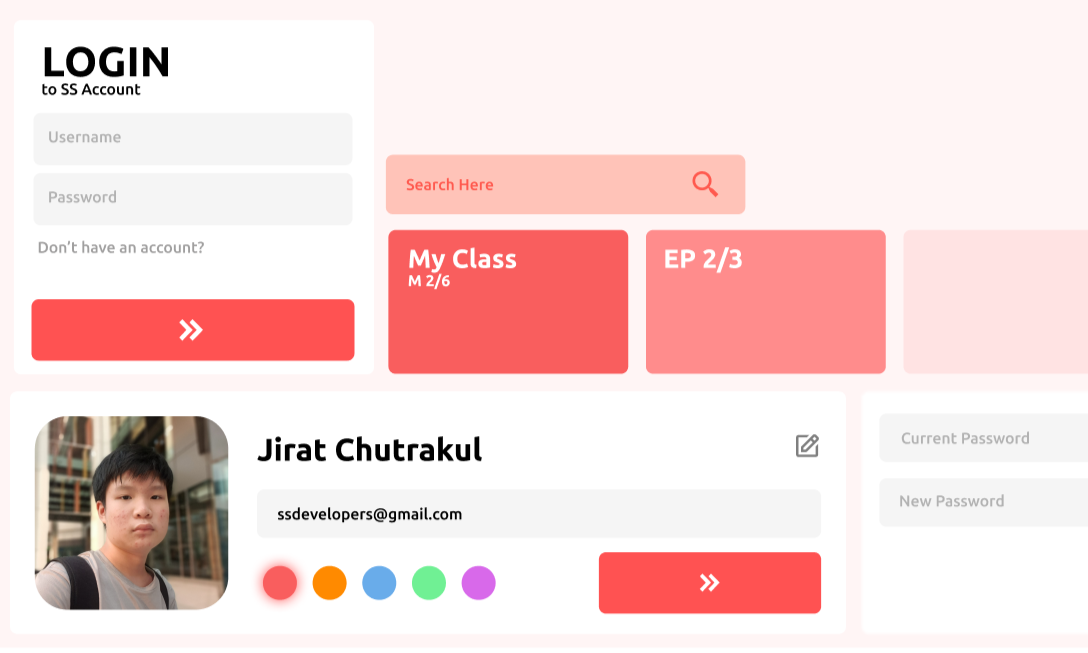 LOGIN
to SS Account
Username
Password
Don't have an account?
Search Here
My Class
M 2/6
EP 2/3
Jirat Chutrakul
ssdevelopers@gmail.com
Current Password
New Password